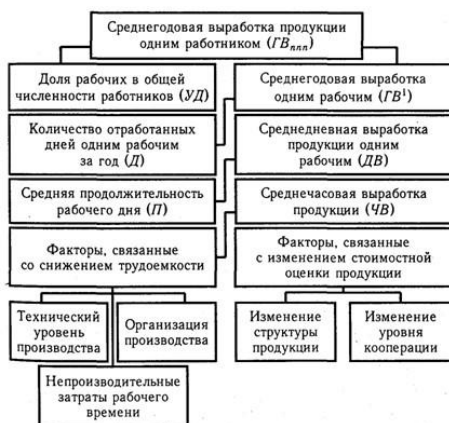 Среднегодовая выработка продукции
одним работником (ГВппп)
Доля рабочих в общей
численности работников (УД)
Среднегодовая выработка
одним рабочим (ГВ¹)
Количество отработанных
дней одним рабочим
за год (Д)
Среднедневная выработка
продукции одним
рабочим (ДВ)
Средняя продолжительность
рабочего дня (П)
Среднечасовая выработка
продукции (ЧВ)
Факторы, связанные
со снижением трудоемкости
Факторы, связанные
с изменением стоимостной
оценки продукции
Технический
уровень
производства
Организация
производства
Изменение
структуры
продукции
Изменение
уровня
кооперации
Непроизводительные
затраты рабочего
времени